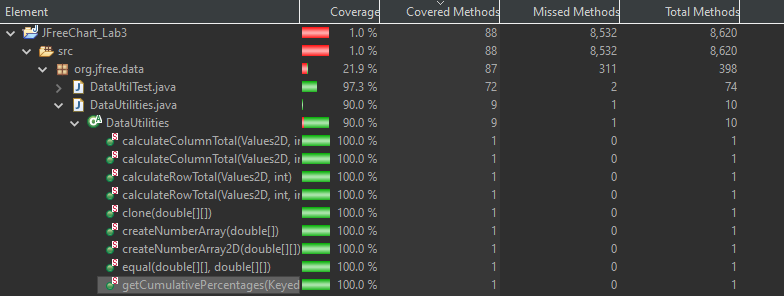 Element Coverage Covered Methods Missed Methods Total Methods
JFreeChart_Lab3 1.0 % 88 8,532 8,620
src 1.0 % 88 8,532 8,620
org.jfree.data 21.9 % 87 311 398
DataUtilTest.java 97.3 % 72 2 74
DataUtilities.java 90.0 % 9 1 10
DataUtilities 90.0 % 9 1 10
calculateColumnTotal(Values2D, in 100.0 % 1 0 1
calculateColumnTotal(Values2D, in 100.0 % 1 0 1
calculateRowTotal(Values2D, int) 100.0 % 1 0 1
calculateRowTotal(Values2D, int, in 100.0 % 1 0 1
clone(double[][]) 100.0 % 1 0 1
createNumberArray(double[]) 100.0 % 1 0 1
createNumberArray2D(double[][]) 100.0 % 1 0 1
equal(double[][], double[][]) 100.0 % 1 0 1
getCumulativePercentages(Keyed 100.0 % 1 0 1